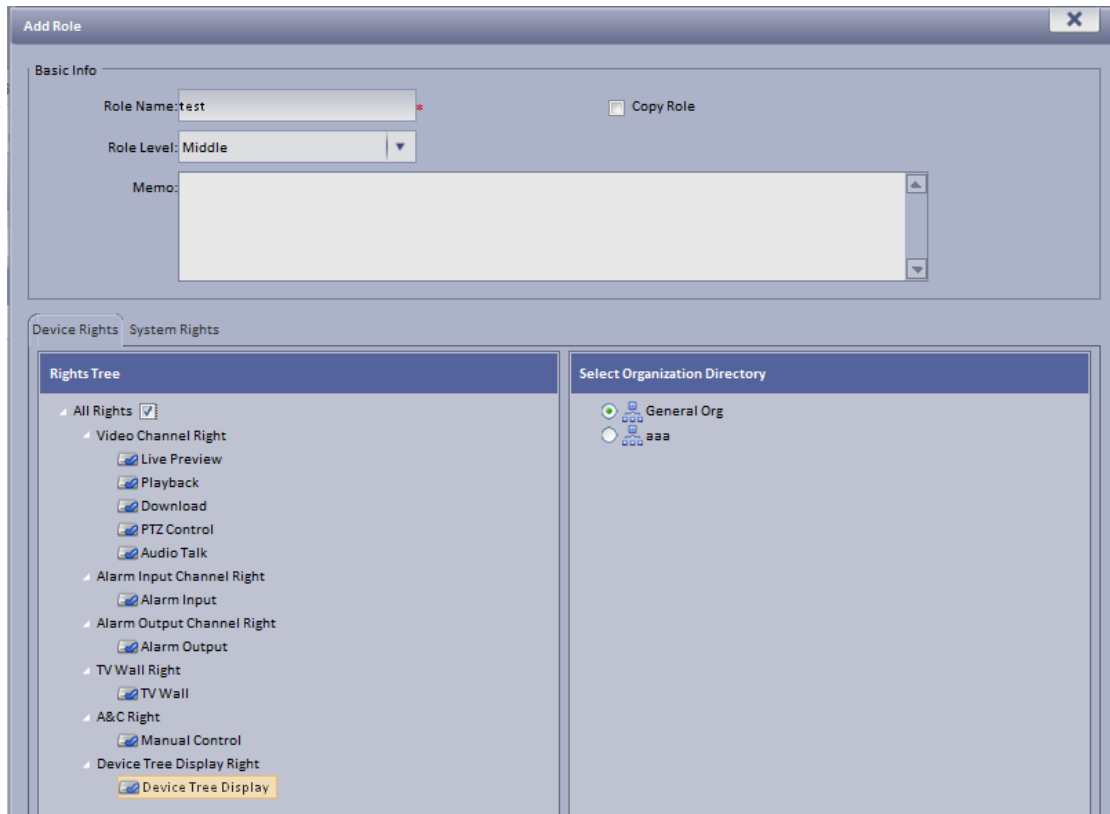 Add Role
Basic Info
Role Name: test * Copy Role
Role Level: Middle
Memo:
Device Rights System Rights
Rights Tree
All Rights
Video Channel Right
Live Preview
Playback
Download
PTZ Control
Audio Talk
Alarm Input Channel Right
Alarm Input
Alarm Output Channel Right
Alarm Output
TV Wall Right
TV Wall
A&C Right
Manual Control
Device Tree Display Right
Device Tree Display
Select Organization Directory
General Org
aaa